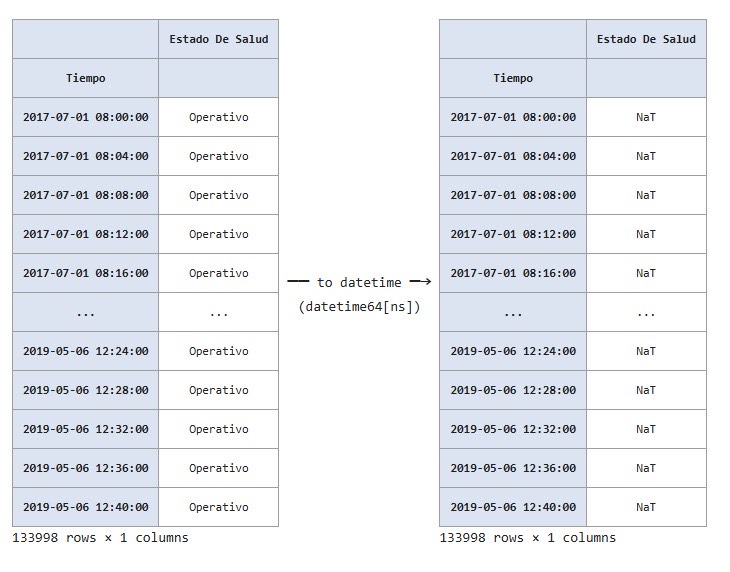 Estado De Salud
Tiempo
2017-07-01 08:00:00 Operativo
2017-07-01 08:04:00 Operativo
2017-07-01 08:08:00 Operativo
2017-07-01 08:12:00 Operativo
2017-07-01 08:16:00 Operativo
... ...
2019-05-06 12:24:00 Operativo
2019-05-06 12:28:00 Operativo
2019-05-06 12:32:00 Operativo
2019-05-06 12:36:00 Operativo
2019-05-06 12:40:00 Operativo
133998 rows × 1 columns
—— to datetime —→
(datetime64[ns])
Estado De Salud
Tiempo
2017-07-01 08:00:00 NaT
2017-07-01 08:04:00 NaT
2017-07-01 08:08:00 NaT
2017-07-01 08:12:00 NaT
2017-07-01 08:16:00 NaT
... ...
2019-05-06 12:24:00 NaT
2019-05-06 12:28:00 NaT
2019-05-06 12:32:00 NaT
2019-05-06 12:36:00 NaT
2019-05-06 12:40:00 NaT
133998 rows × 1 columns